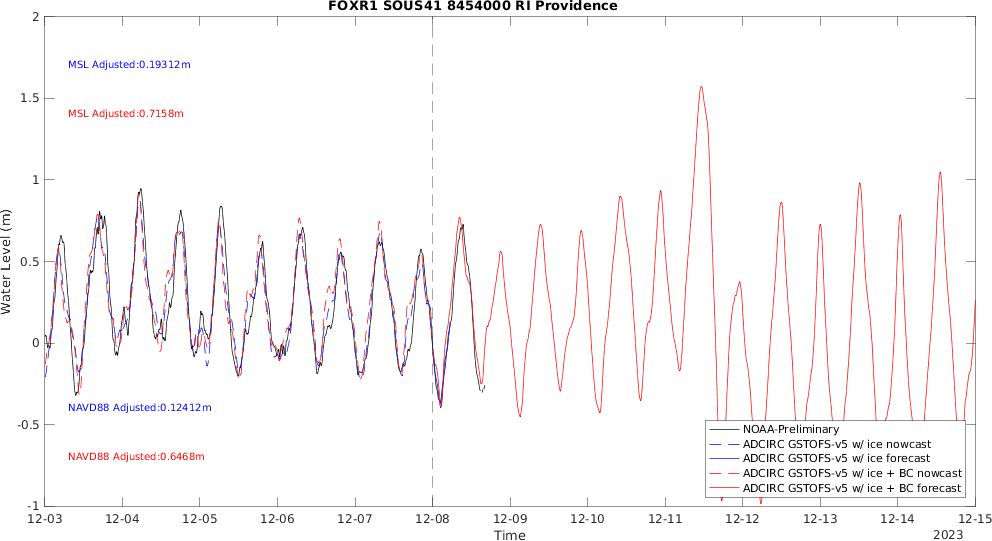 FOXR1 SOUS41 8454000 RI Providence
2
MSL Adjusted:0.19312m
1.5
MSL Adjusted:0.7158m
1
Water Level (m)
0.5
0
NAVD88 Adjusted:0.12412m
-0.5
NAVD88 Adjusted:0.6468m
NOAA-Preliminary
ADCIRC GSTOFS-v5 w/ ice nowcast
ADCIRC GSTOFS-v5 w/ ice forecast
ADCIRC GSTOFS-v5 w/ ice + BC nowcast
ADCIRC GSTOFS-v5 w/ ice + BC forecast
-1
12-03 12-04 12-05 12-06 12-07 12-08 12-09 12-10 12-11 12-12 12-13 12-14 12-15
Time
2023